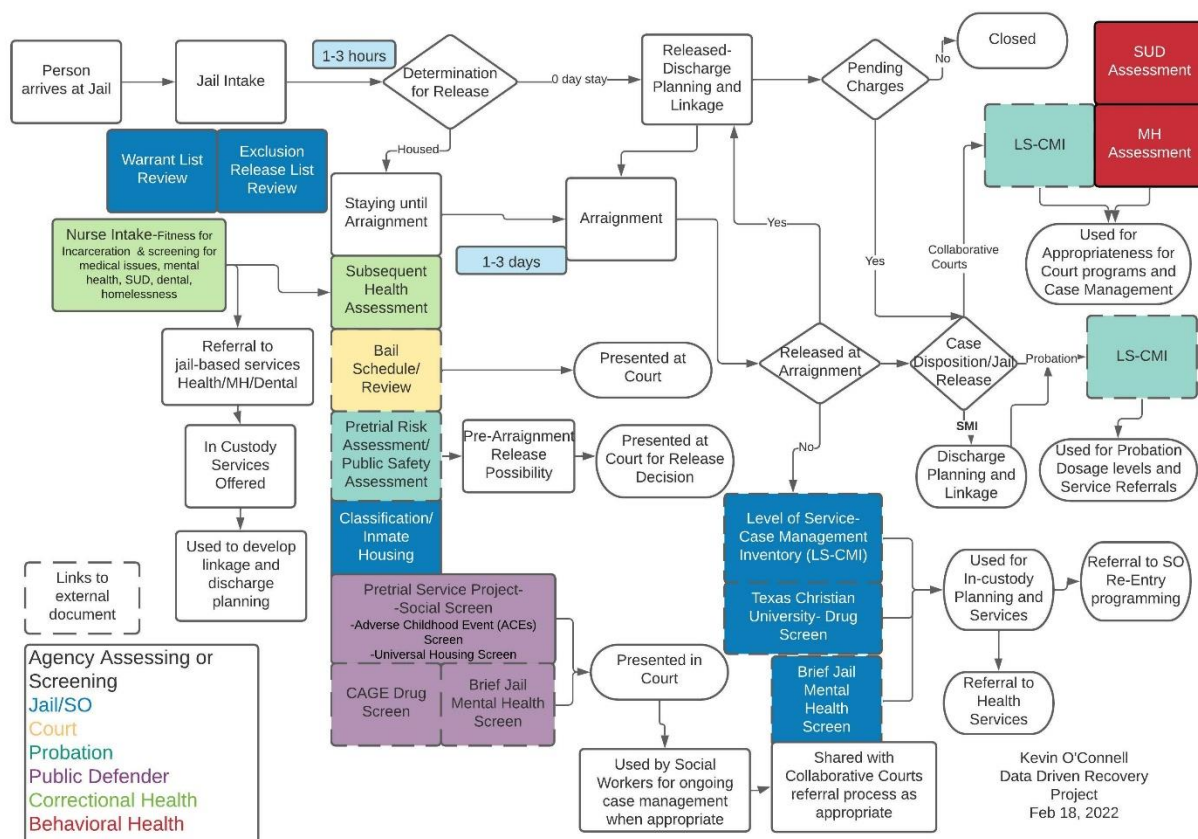 Person
arrives at Jail
Jail Intake
1-3 hours
Determination
for Release
0 day stay
Released-
Discharge
Planning and
Linkage
Pending
Charges
No
Closed
SUD
Assessment
MH
Assessment
LS-CMI
Warrant List
Review
Exclusion
Release List
Review
Housed
Staying until
Arraignment
Arraignment
1-3 days
Yes
Yes
Collaborative
Courts
Used for
Appropriateness for
Court programs and
Case Management
Nurse Intake-Fitness for
Incarceration & screening for
medical issues, mental
health, SUD, dental,
homelessness
Subsequent
Health
Assessment
Referral to
jail-based services
Health/MH/Dental
Bail
Schedule/
Review
Presented at
Court
Released at
Arraignment
Case
Disposition/Jail
Release
Probation
LS-CMI
SMI
No
Pretrial Risk
Assessment/
Public Safety
Assessment
Pre-Arraignment
Release
Possibility
Presented at
Court for Release
Decision
Discharge
Planning and
Linkage
Used for Probation
Dosage levels and
Service Referrals
In Custody
Services
Offered
Classification/
Inmate
Housing
Level of Service-
Case Management
Inventory (LS-CMI)
Used to develop
linkage and
discharge
planning
Texas Christian
University- Drug
Screen
Used for
In-custody
Planning and
Services
Referral to SO
Re-Entry
programming
Links to
external
document
Pretrial Service Project-
-Social Screen
-Adverse Childhood Event (ACEs)
Screen
-Universal Housing Screen
CAGE Drug
Screen
Brief Jail
Mental Health
Screen
Presented in
Court
Brief Jail
Mental
Health
Screen
Referral to
Health
Services
Agency Assessing or
Screening
Jail/SO
Court
Probation
Public Defender
Correctional Health
Behavioral Health
Used by Social
Workers for ongoing
case management
when appropriate
Shared with
Collaborative Courts
referral process as
appropriate
Kevin O'Connell
Data Driven Recovery
Project
Feb 18, 2022